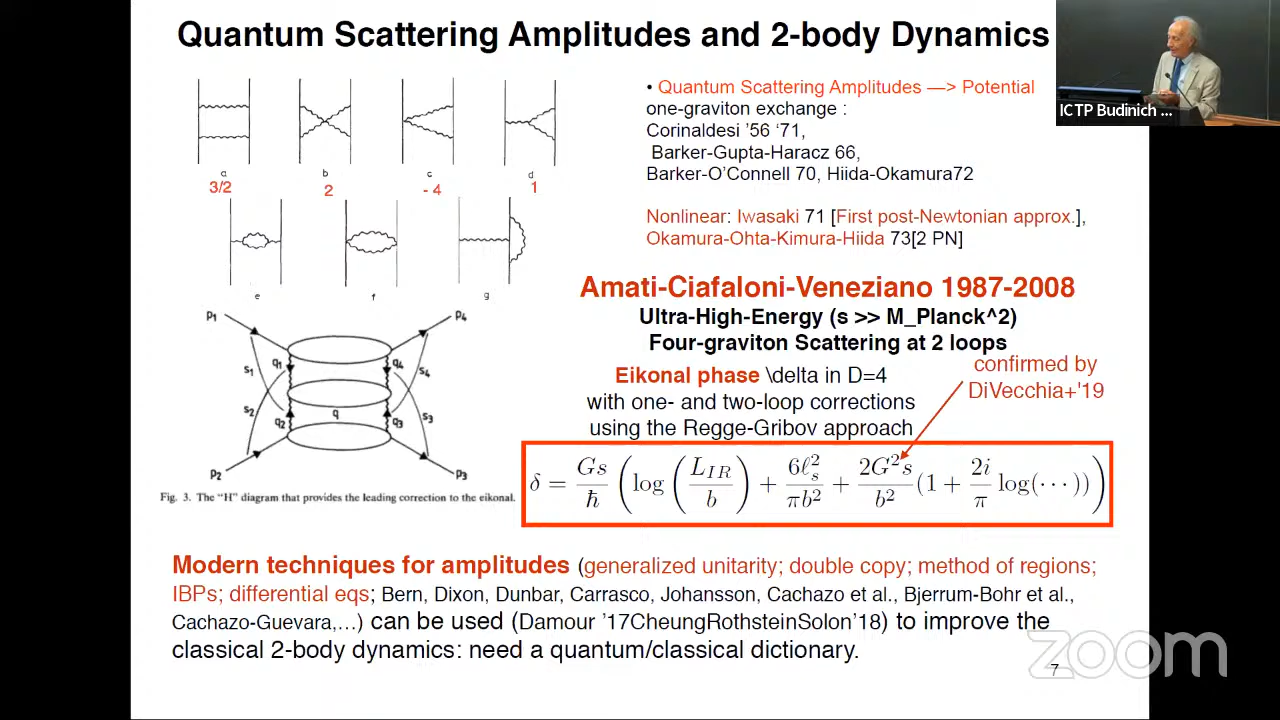 Quantum Scattering Amplitudes and 2-body Dynamics
ICTP Budinich ...
a
b
c
d
3/2
2
- 4
1
e
f
g
• Quantum Scattering Amplitudes —> Potential
one-graviton exchange :
Corinaldesi '56 '71,
Barker-Gupta-Haracz 66,
Barker-O'Connell 70, Hiida-Okamura72
Nonlinear: Iwasaki 71 [First post-Newtonian approx.],
Okamura-Ohta-Kimura-Hiida 73[2 PN]
Amati-Ciafaloni-Veneziano 1987-2008
Ultra-High-Energy (s >> M_Planck^2)
Four-graviton Scattering at 2 loops
Eikonal phase \delta in D=4
with one- and two-loop corrections
using the Regge-Gribov approach
confirmed by
DiVecchia+'19
p₁
p₄
q₁
q₄
s₁
s₄
s₂
q
s₃
q₂
q₃
p₂
p₃
Fig. 3. The "H" diagram that provides the leading correction to the eikonal.
δ = Gs/ħ (log (L_IR/b) + 6ℓ_s²/πb² + 2G²s/b² (1 + 2i/π log(· · ·)))
Modern techniques for amplitudes (generalized unitarity; double copy; method of regions;
IBPs; differential eqs; Bern, Dixon, Dunbar, Carrasco, Johansson, Cachazo et al., Bjerrum-Bohr et al.,
Cachazo-Guevara,…) can be used (Damour '17CheungRothsteinSolon'18) to improve the
classical 2-body dynamics: need a quantum/classical dictionary.
zoom
7